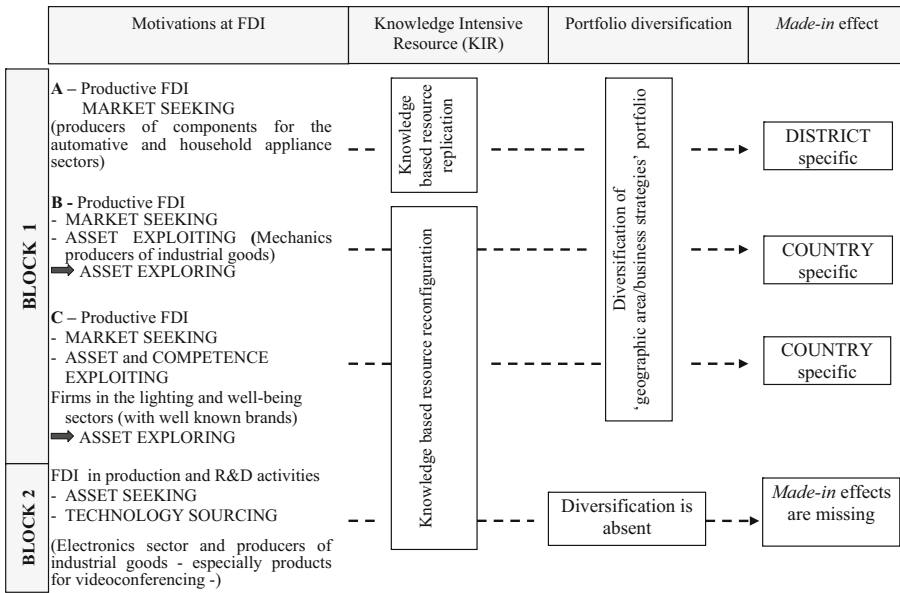 Motivations at FDI
Knowledge Intensive
Resource (KIR)
Portfolio diversification
Made-in effect
BLOCK 1
A – Productive FDI
MARKET SEEKING
(producers of components for the
automative and household appliance
sectors)
B - Productive FDI
- MARKET SEEKING
- ASSET EXPLOITING (Mechanics
producers of industrial goods)
ASSET EXPLORING
C – Productive FDI
- MARKET SEEKING
- ASSET and COMPETENCE
EXPLOITING
Firms in the lighting and well-being
sectors (with well known brands)
ASSET EXPLORING
Knowledge
based resource
replication
Knowledge based resource reconfiguration
Diversification of
'geographic area/business strategies' portfolio
DISTRICT
specific
COUNTRY
specific
COUNTRY
specific
BLOCK 2
FDI in production and R&D activities
- ASSET SEEKING
- TECHNOLOGY SOURCING
(Electronics sector and producers of
industrial goods - especially products
for videoconferencing -)
Diversification is
absent
Made-in effects
are missing